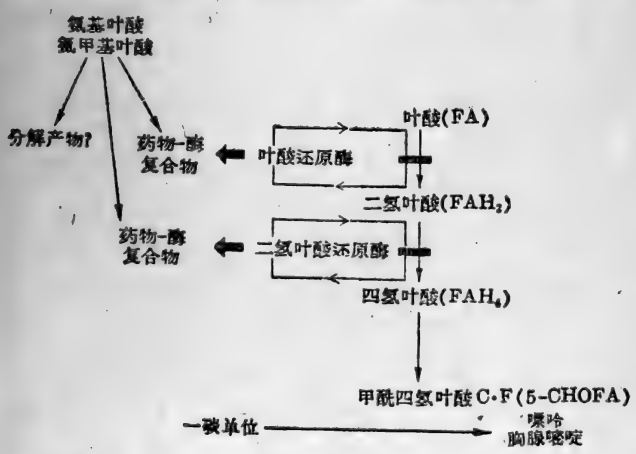 氨基叶酸
氨甲基叶酸
叶酸(FA)
分解产物?
药物-酶
复合物
叶酸还原酶
二氢叶酸(FAH₂)
药物-酶
复合物
二氢叶酸还原酶
四氢叶酸(FAH₄)
甲酰四氢叶酸C·F(5-CHOFA)
一碳单位
嘌呤
胸腺嘧啶